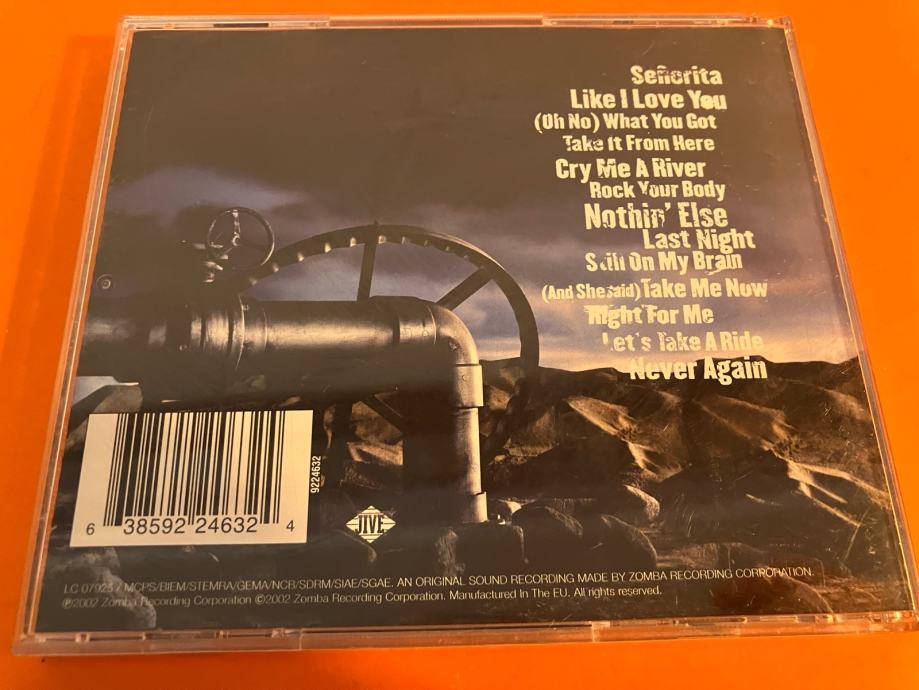 Señorita
Like I Love You
(Oh No) What You Got
Take It From Here
Cry Me A River
Rock Your Body
Nothin' Else
Last Night
Still On My Brain
(And She Said) Take Me Now
Right For Me
Let's Take A Ride
Never Again
9224632
6 38592 24632 4
JIVE
LC 07925 / MCPS/BIEM/STEMRA/GEMA/NCB/SDRM/SIAE/SGAE. AN ORIGINAL SOUND RECORDING MADE BY ZOMBA RECORDING CORPORATION.
℗2002 Zomba Recording Corporation ©2002 Zomba Recording Corporation. Manufactured In The EU. All rights reserved.